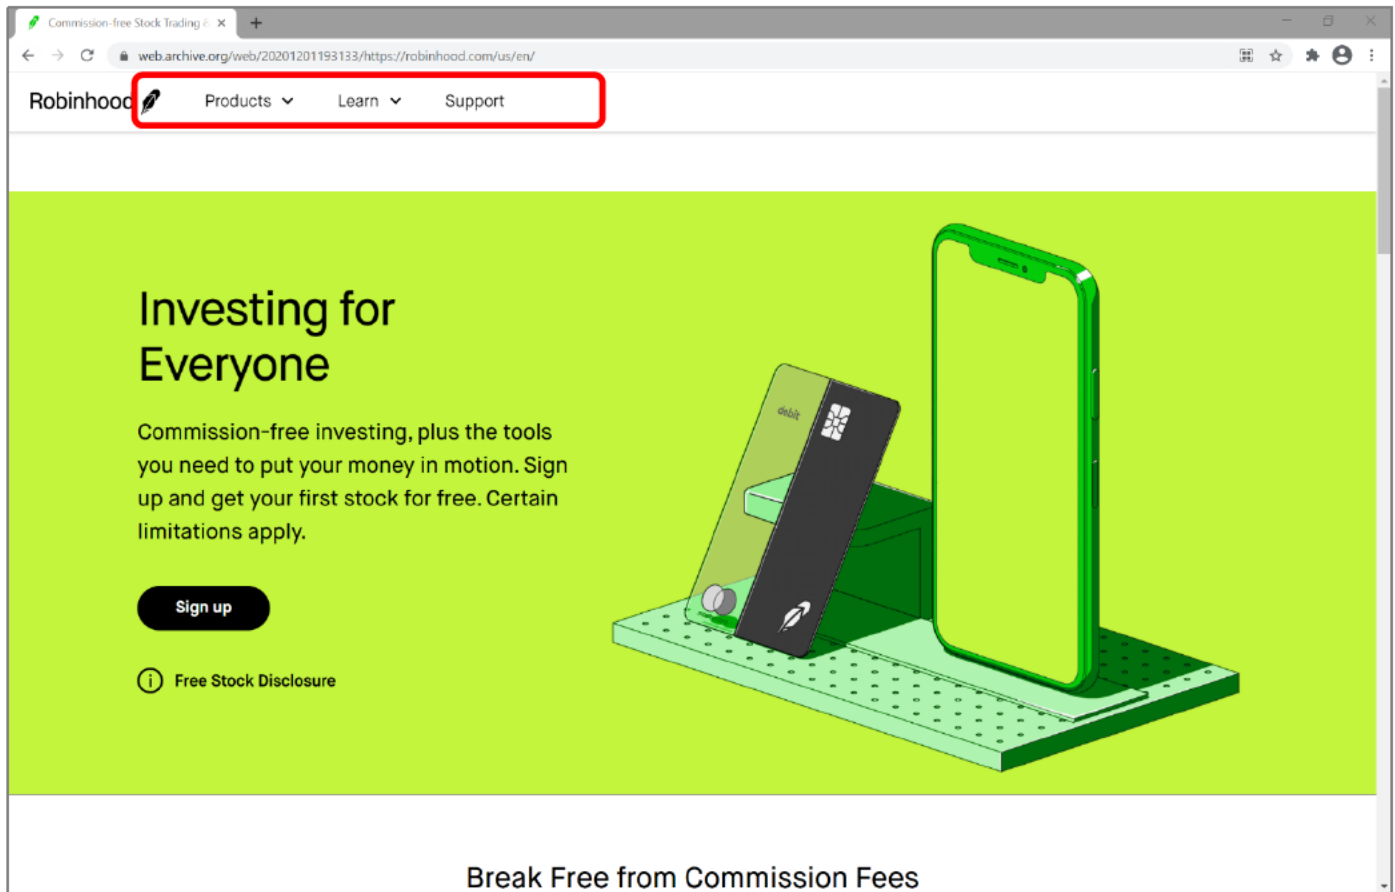 Commission-free Stock Trading &
web.archive.org/web/20201201193133/https://robinhood.com/us/en/
Robinhood Products Learn Support
Investing for
Everyone
Commission-free investing, plus the tools
you need to put your money in motion. Sign
up and get your first stock for free. Certain
limitations apply.
Sign up
Free Stock Disclosure
debit
Break Free from Commission Fees